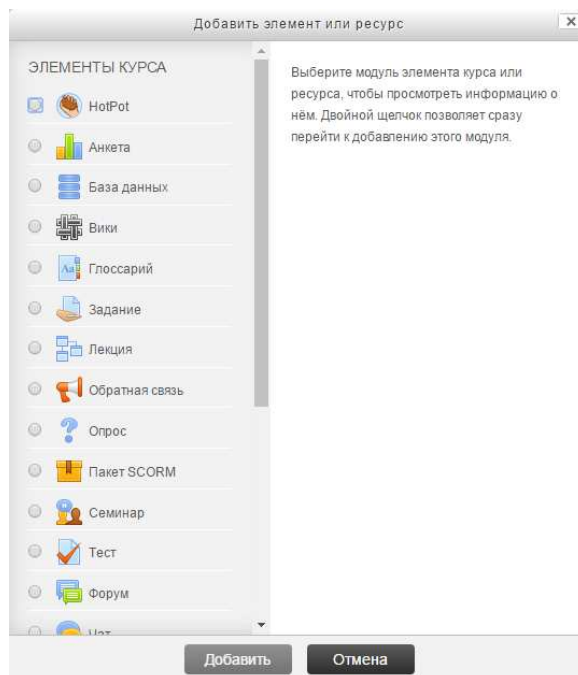 Добавить элемент или ресурс
ЭЛЕМЕНТЫ КУРСА
HotPot
Анкета
База данных
Вики
Глоссарий
Задание
Лекция
Обратная связь
Опрос
Пакет SCORM
Семинар
Тест
Форум
Чат
Выберите модуль элемента курса или
ресурса, чтобы просмотреть информацию о
нём. Двойной щелчок позволяет сразу
перейти к добавлению этого модуля.
Добавить
Отмена